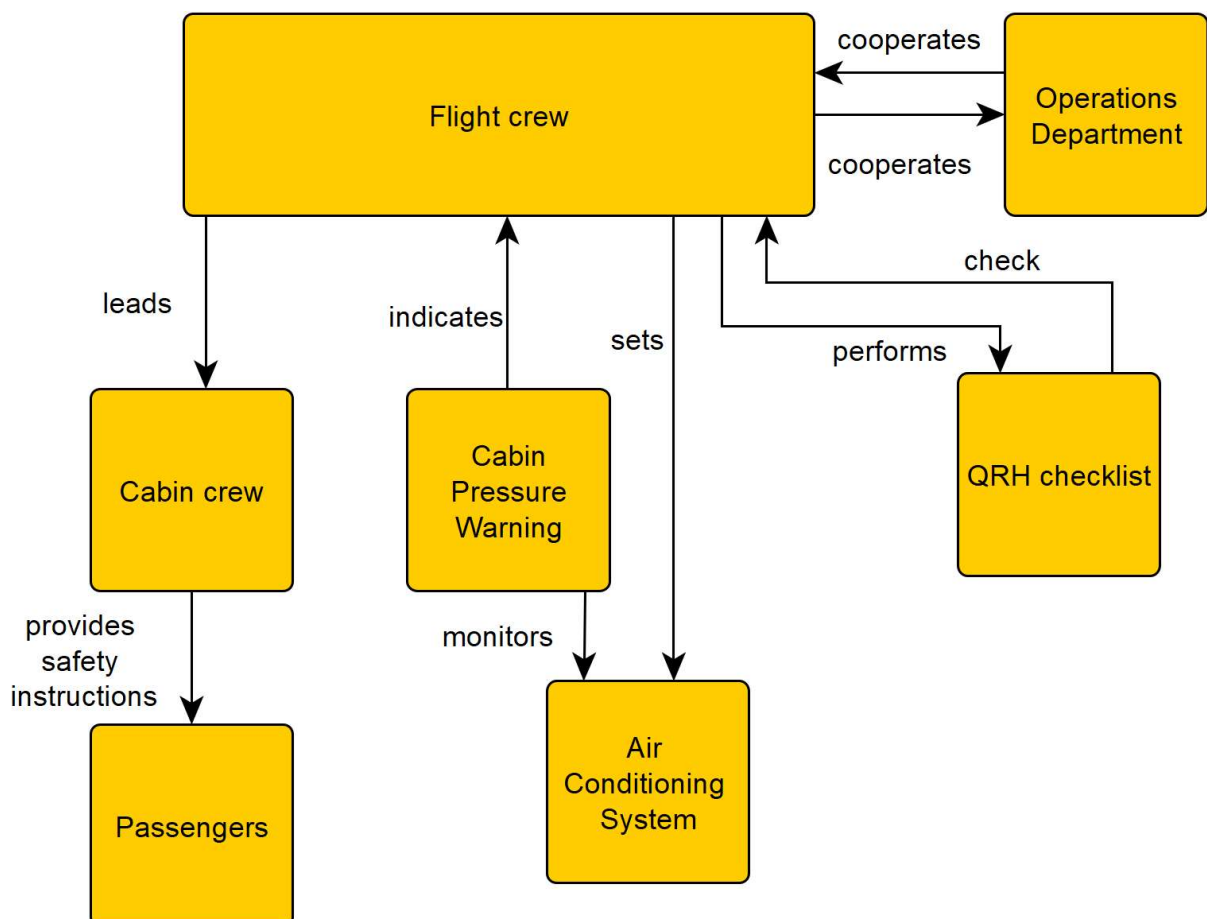 cooperates
Flight crew
Operations
Department
cooperates
check
leads
indicates
sets
performs
Cabin crew
Cabin
Pressure
Warning
QRH checklist
provides
safety
instructions
monitors
Air
Conditioning
System
Passengers